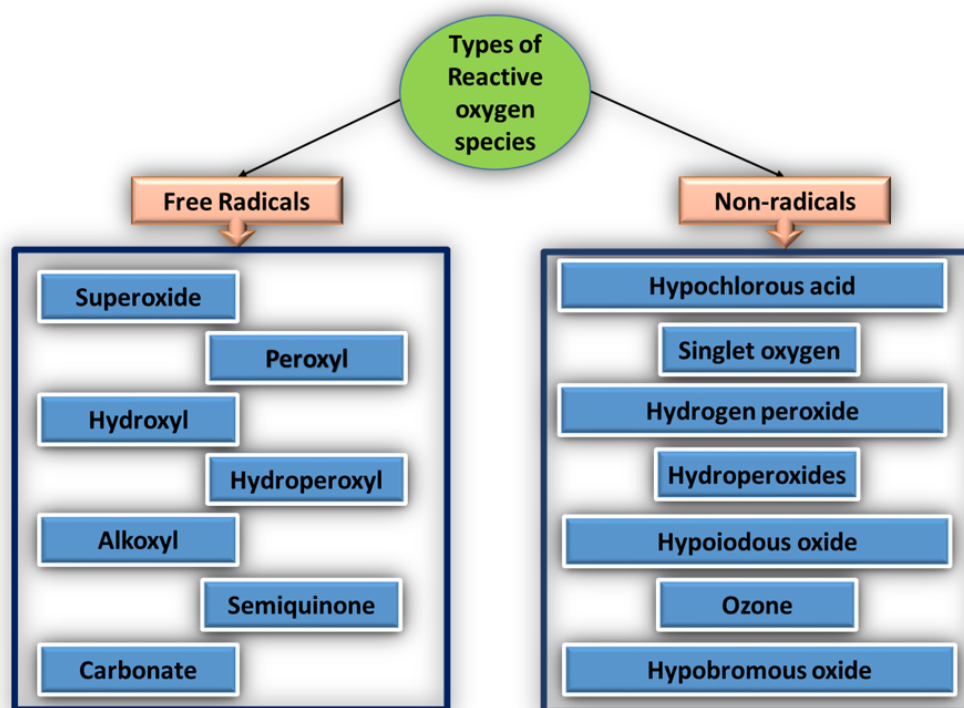 Types of
Reactive
oxygen
species
Free Radicals
Superoxide
Peroxyl
Hydroxyl
Hydroperoxyl
Alkoxyl
Semiquinone
Carbonate
Non-radicals
Hypochlorous acid
Singlet oxygen
Hydrogen peroxide
Hydroperoxides
Hypoiodous oxide
Ozone
Hypobromous oxide